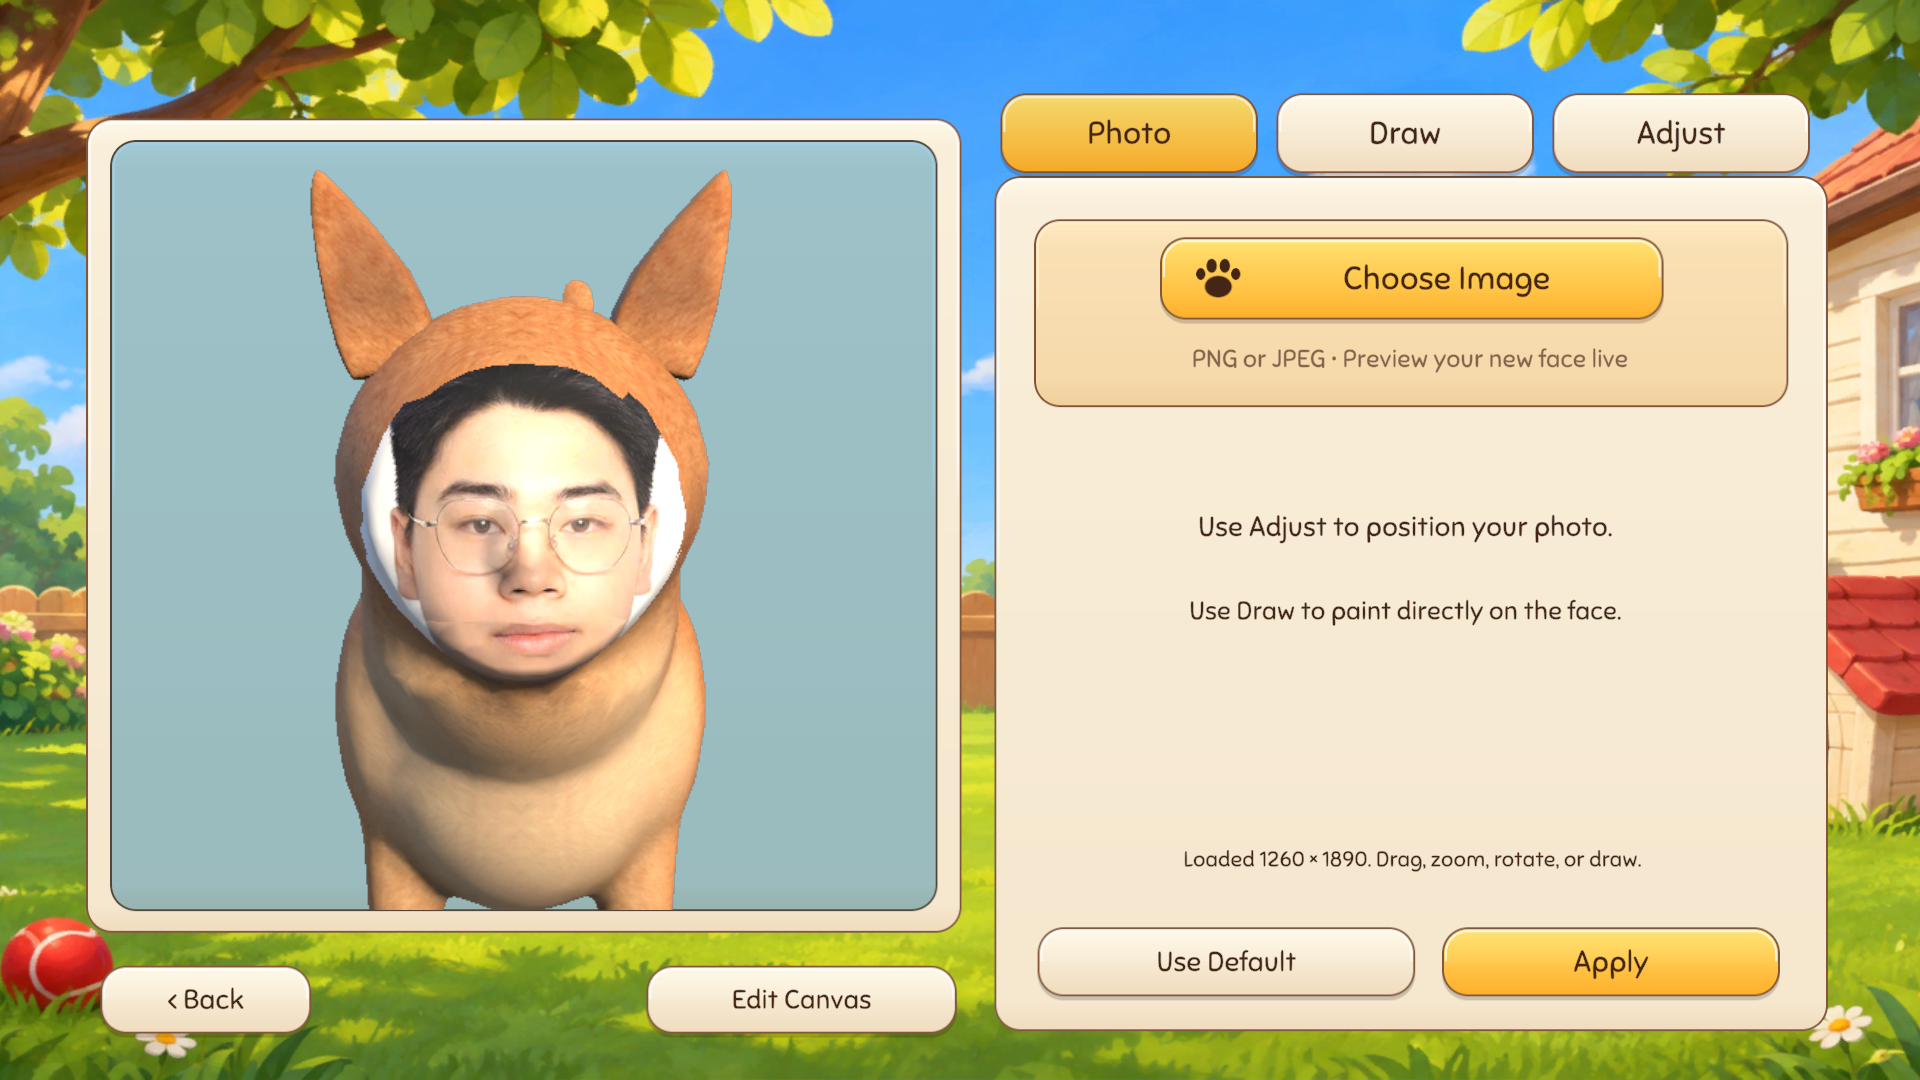 Photo
Draw
Adjust
Choose Image
PNG or JPEG • Preview your new face live
Use Adjust to position your photo.
Use Draw to paint directly on the face.
Loaded 1260 × 1890. Drag, zoom, rotate, or draw.
Use Default
Apply
< Back
Edit Canvas